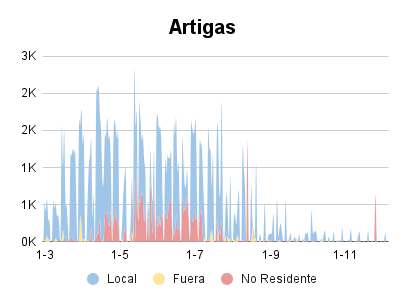 Artigas
3K
2K
2K
1K
1K
0K
1-3
1-5
1-7
1-9
1-11
Local
Fuera
No Residente